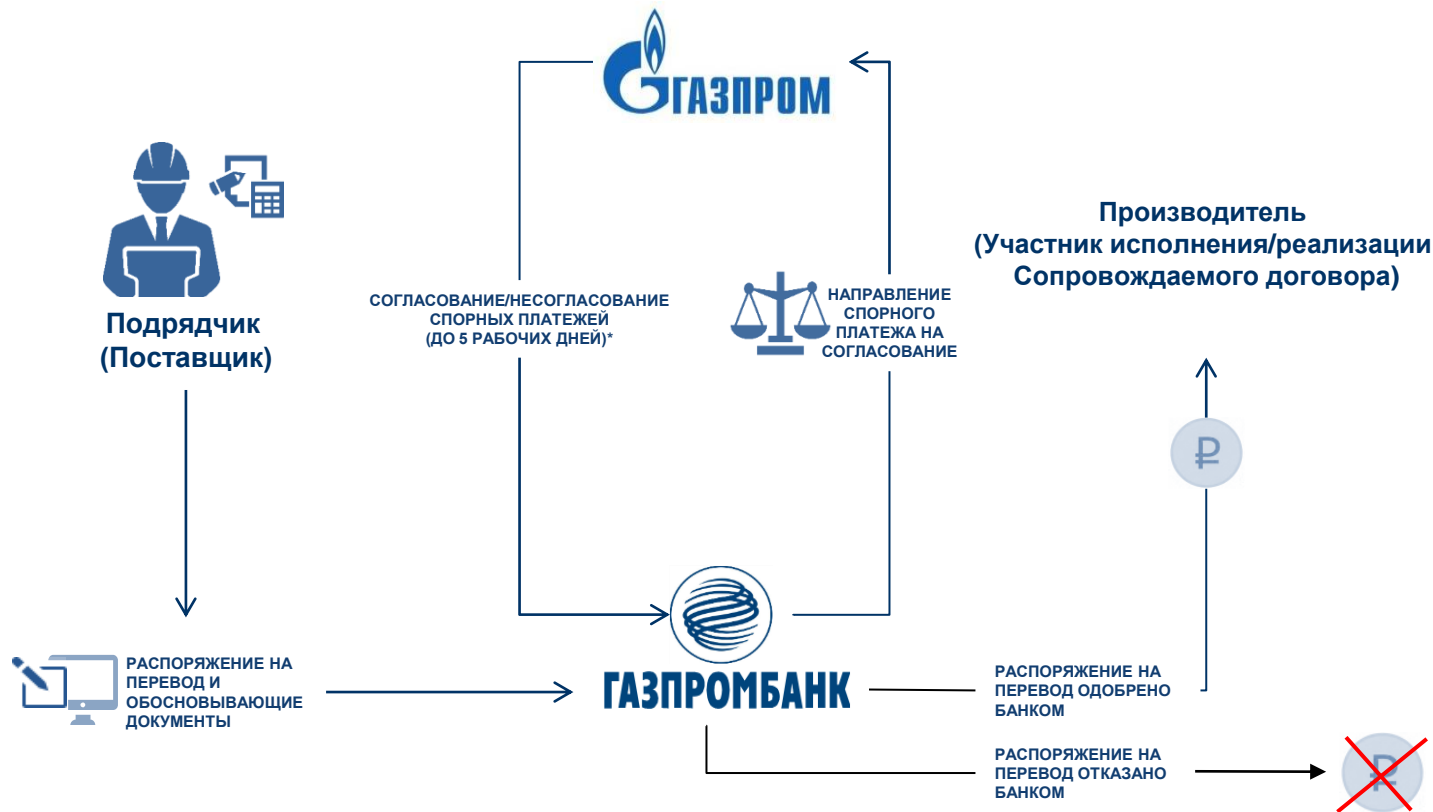 ГАЗПРОМ
Подрядчик
(Поставщик)
СОГЛАСОВАНИЕ/НЕСОГЛАСОВАНИЕ
СПОРНЫХ ПЛАТЕЖЕЙ
(ДО 5 РАБОЧИХ ДНЕЙ)*
НАПРАВЛЕНИЕ
СПОРНОГО
ПЛАТЕЖА НА
СОГЛАСОВАНИЕ
Производитель
(Участник исполнения/реализации
Сопровождаемого договора)
₽
РАСПОРЯЖЕНИЕ НА
ПЕРЕВОД И
ОБОСНОВЫВАЮЩИЕ
ДОКУМЕНТЫ
ГАЗПРОМБАНК
РАСПОРЯЖЕНИЕ НА
ПЕРЕВОД ОДОБРЕНО
БАНКОМ
РАСПОРЯЖЕНИЕ НА
ПЕРЕВОД ОТКАЗАНО
БАНКОМ
₽